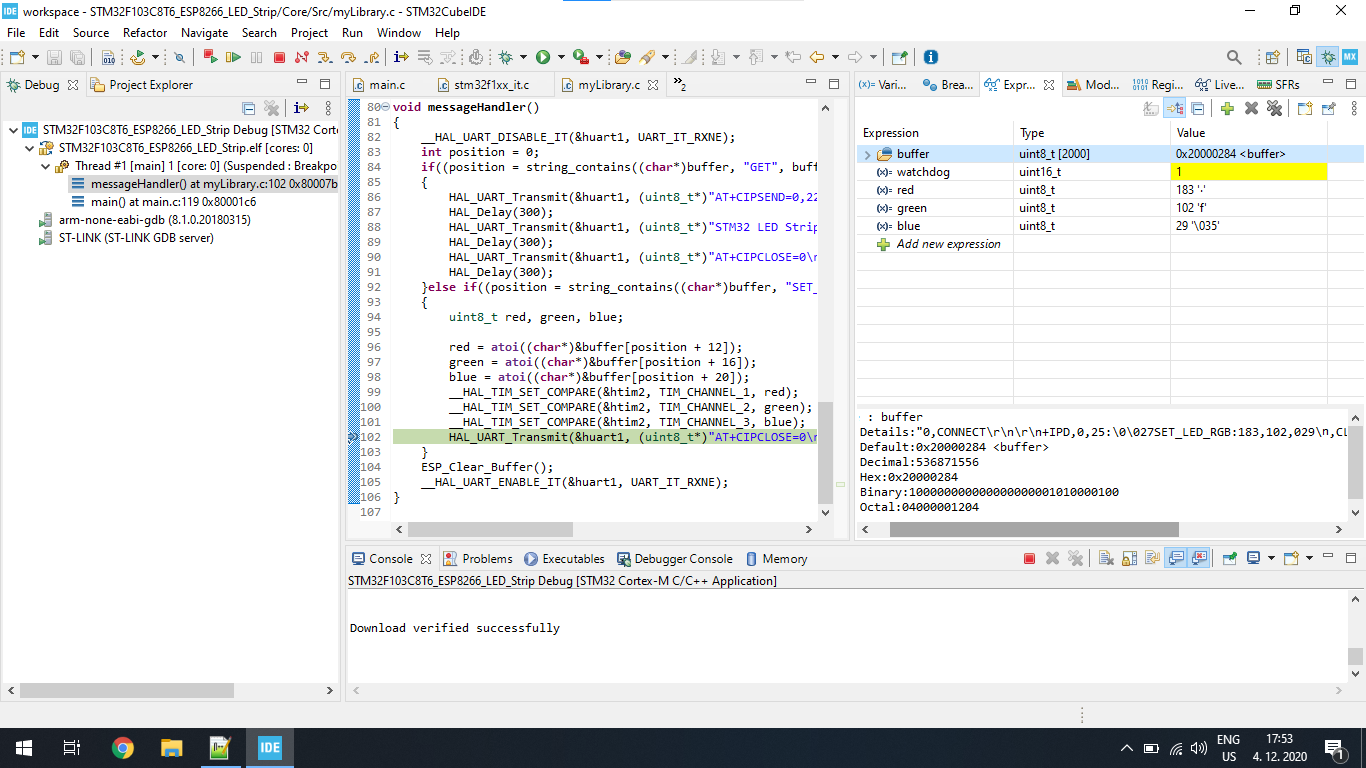 IDE workspace - STM32F103C8T6_ESP8266_LED_Strip/Core/Src/myLibrary.c - STM32CubeIDE
File Edit Source Refactor Navigate Search Project Run Window Help
Debug Project Explorer
IDE STM32F103C8T6_ESP8266_LED_Strip Debug [STM32 Cort
STM32F103C8T6_ESP8266_LED_Strip.elf [cores: 0]
Thread #1 [main] 1 [core: 0] (Suspended : Breakpo
messageHandler() at myLibrary.c:102 0x80007b
main() at main.c:119 0x80001c6
arm-none-eabi-gdb (8.1.0.20180315)
ST-LINK (ST-LINK GDB server)
main.c stm32f1xx_it.c myLibrary.c »2
80 void messageHandler()
81 {
82 __HAL_UART_DISABLE_IT(&huart1, UART_IT_RXNE);
83 int position = 0;
84 if((position = string_contains((char*)buffer, "GET", buff
85 {
86 HAL_UART_Transmit(&huart1, (uint8_t*)"AT+CIPSEND=0,22
87 HAL_Delay(300);
88 HAL_UART_Transmit(&huart1, (uint8_t*)"STM32 LED Strip
89 HAL_Delay(300);
90 HAL_UART_Transmit(&huart1, (uint8_t*)"AT+CIPCLOSE=0\r
91 HAL_Delay(300);
92 }else if((position = string_contains((char*)buffer, "SET_
93 {
94 uint8_t red, green, blue;
95
96 red = atoi((char*)&buffer[position + 12]);
97 green = atoi((char*)&buffer[position + 16]);
98 blue = atoi((char*)&buffer[position + 20]);
99 __HAL_TIM_SET_COMPARE(&htim2, TIM_CHANNEL_1, red);
100 __HAL_TIM_SET_COMPARE(&htim2, TIM_CHANNEL_2, green);
101 __HAL_TIM_SET_COMPARE(&htim2, TIM_CHANNEL_3, blue);
102 HAL_UART_Transmit(&huart1, (uint8_t*)"AT+CIPCLOSE=0\r
103 }
104 ESP_Clear_Buffer();
105 __HAL_UART_ENABLE_IT(&huart1, UART_IT_RXNE);
106 }
107
(x)= Vari... Brea... Expr... Mod... Regi... Live... SFRs
Expression Type Value
buffer uint8_t [2000] 0x20000284 <buffer>
(x)= watchdog uint16_t 1
(x)= red uint8_t 183 '·'
(x)= green uint8_t 102 'f'
(x)= blue uint8_t 29 '\035'
Add new expression
: buffer
Details:"0,CONNECT\r\n\r\n+IPD,0,25:\0\027SET_LED_RGB:183,102,029\n,CL
Default:0x20000284 <buffer>
Decimal:536871556
Hex:0x20000284
Binary:100000000000000000001010000100
Octal:04000001204
Console Problems Executables Debugger Console Memory
STM32F103C8T6_ESP8266_LED_Strip Debug [STM32 Cortex-M C/C++ Application]
Download verified successfully
IDE
ENG
US
17:53
4. 12. 2020
1